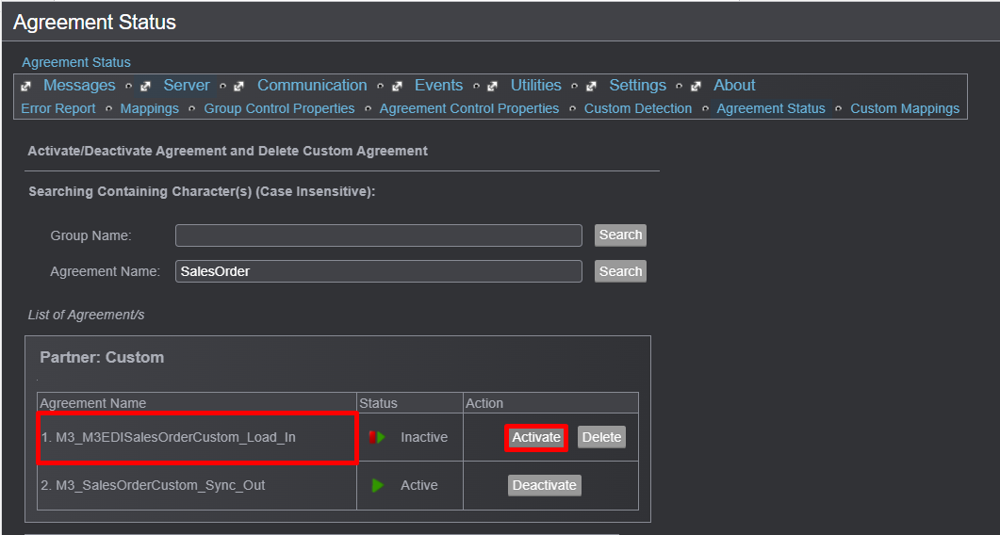 Agreement Status
Agreement Status
Messages Server Communication Events Utilities Settings About
Error Report Mappings Group Control Properties Agreement Control Properties Custom Detection Agreement Status Custom Mappings
Activate/Deactivate Agreement and Delete Custom Agreement
Searching Containing Character(s) (Case Insensitive):
Group Name: Search
Agreement Name: SalesOrder Search
List of Agreement/s
Partner: Custom
Agreement Name Status Action
1. M3_M3EDISalesOrderCustom_Load_In Inactive Activate Delete
2. M3_SalesOrderCustom_Sync_Out Active Deactivate